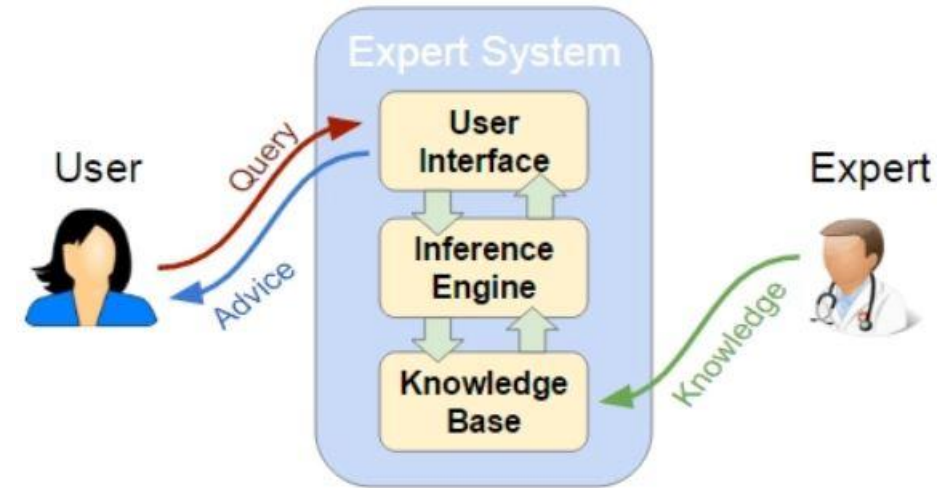 Expert System
User
Interface
Query
User
Advice
Expert
Inference
Engine
Knowledge
Knowledge
Base